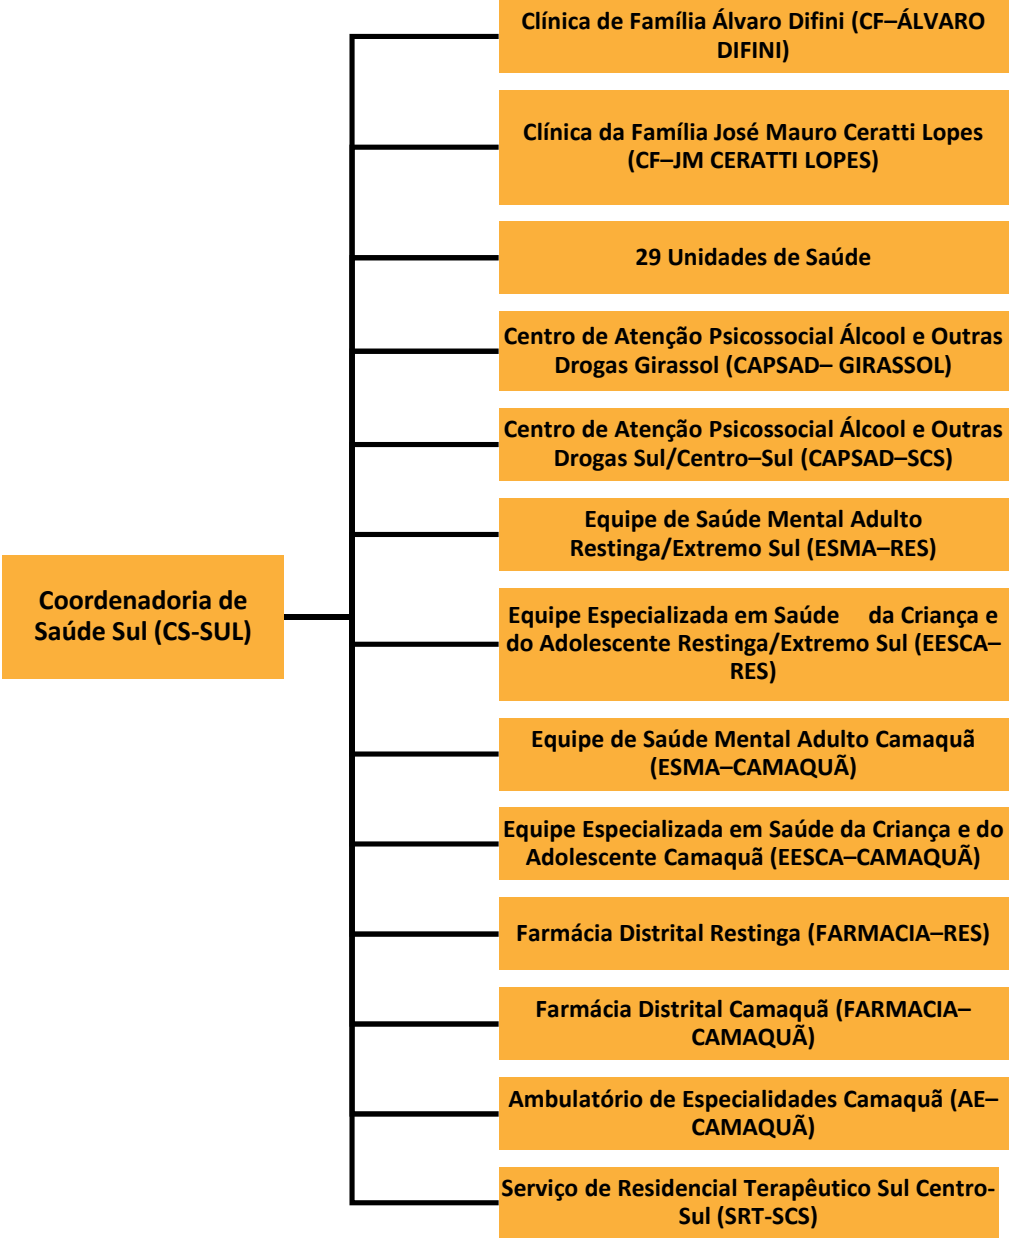 Clínica de Família Álvaro Difini (CF–ÁLVARO
DIFINI)
Clínica da Família José Mauro Ceratti Lopes
(CF–JM CERATTI LOPES)
29 Unidades de Saúde
Centro de Atenção Psicossocial Álcool e Outras
Drogas Girassol (CAPSAD– GIRASSOL)
Centro de Atenção Psicossocial Álcool e Outras
Drogas Sul/Centro–Sul (CAPSAD–SCS)
Equipe de Saúde Mental Adulto
Restinga/Extremo Sul (ESMA–RES)
Coordenadoria de
Saúde Sul (CS-SUL)
Equipe Especializada em Saúde da Criança e
do Adolescente Restinga/Extremo Sul (EESCA–
RES)
Equipe de Saúde Mental Adulto Camaquã
(ESMA–CAMAQUÃ)
Equipe Especializada em Saúde da Criança e do
Adolescente Camaquã (EESCA–CAMAQUÃ)
Farmácia Distrital Restinga (FARMACIA–RES)
Farmácia Distrital Camaquã (FARMACIA–
CAMAQUÃ)
Ambulatório de Especialidades Camaquã (AE–
CAMAQUÃ)
Serviço de Residencial Terapêutico Sul Centro-
Sul (SRT-SCS)